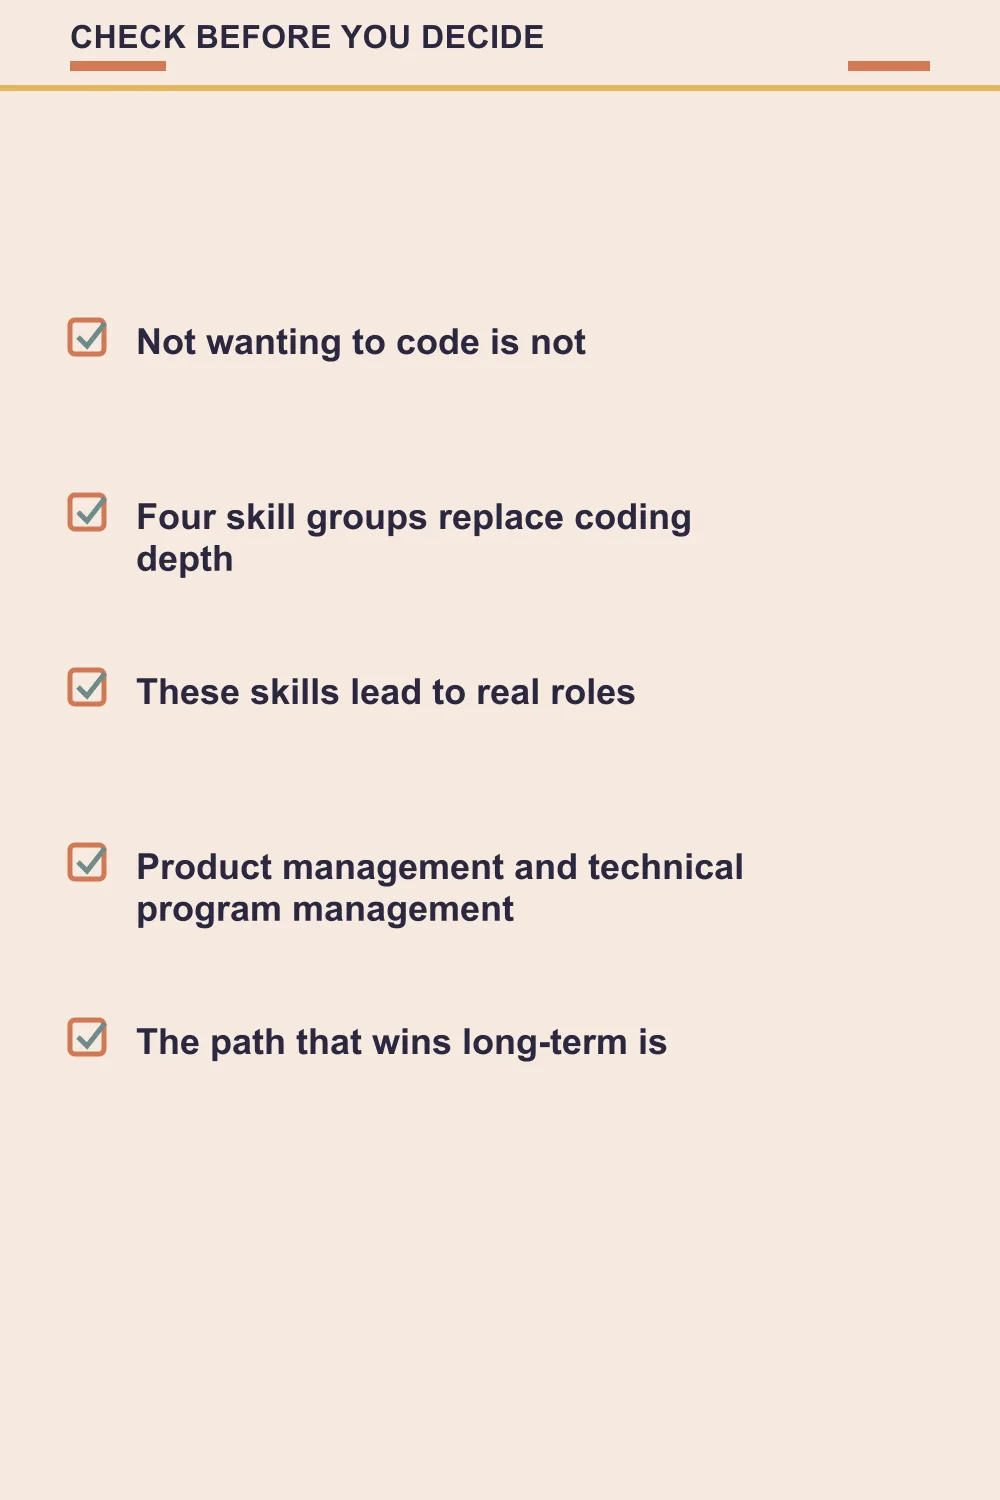 CHECK BEFORE YOU DECIDE
Not wanting to code is not
Four skill groups replace coding
depth
These skills lead to real roles
Product management and technical
program management
The path that wins long-term is